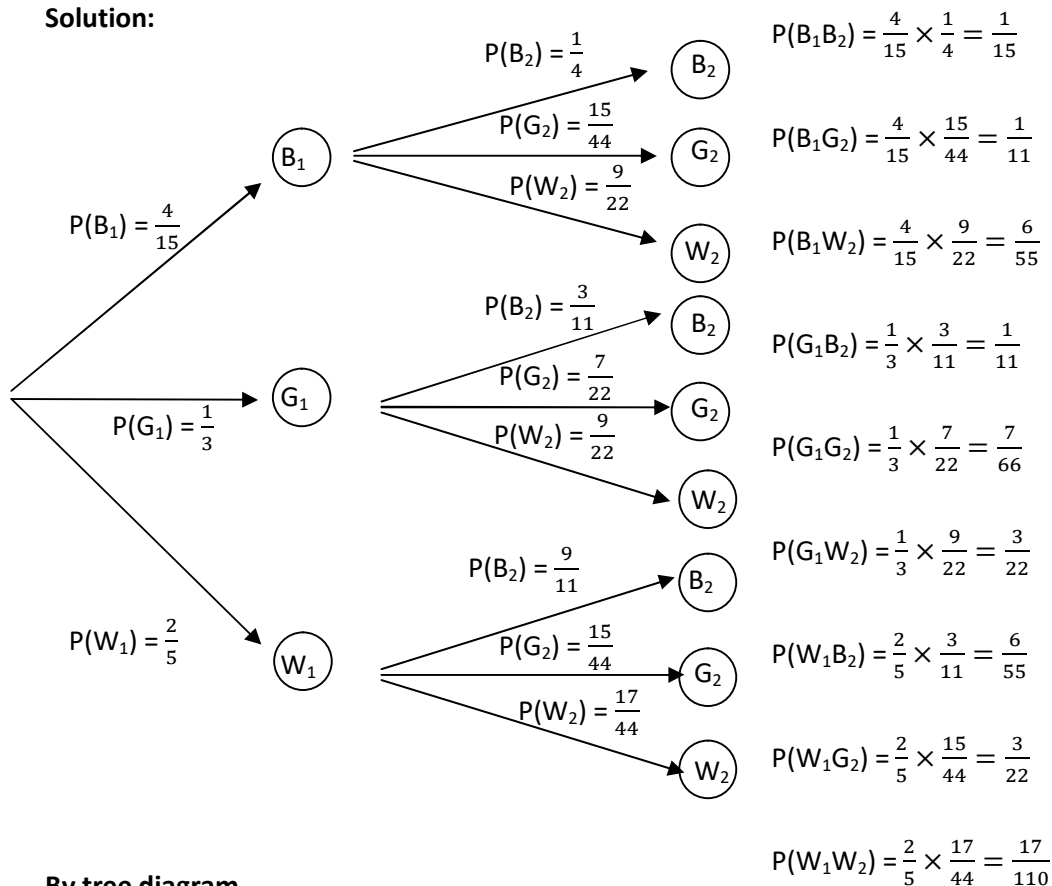 Solution:
P(B₁B₂) = 4/15 × 1/4 = 1/15
P(B₂) = 1/4
B₂
P(G₂) = 15/44
B₁
G₂
P(B₁G₂) = 4/15 × 15/44 = 1/11
P(W₂) = 9/22
P(B₁) = 4/15
W₂
P(B₁W₂) = 4/15 × 9/22 = 6/55
P(B₂) = 3/11
B₂
P(G₁B₂) = 1/3 × 3/11 = 1/11
P(G₂) = 7/22
G₁
G₂
P(G₁) = 1/3
P(W₂) = 9/22
P(G₁G₂) = 1/3 × 7/22 = 7/66
W₂
P(G₁W₂) = 1/3 × 9/22 = 3/22
P(B₂) = 9/11
B₂
P(W₁) = 2/5
P(G₂) = 15/44
W₁
G₂
P(W₁B₂) = 2/5 × 3/11 = 6/55
P(W₂) = 17/44
W₂
P(W₁G₂) = 2/5 × 15/44 = 3/22
P(W₁W₂) = 2/5 × 17/44 = 17/110
By tree diagram